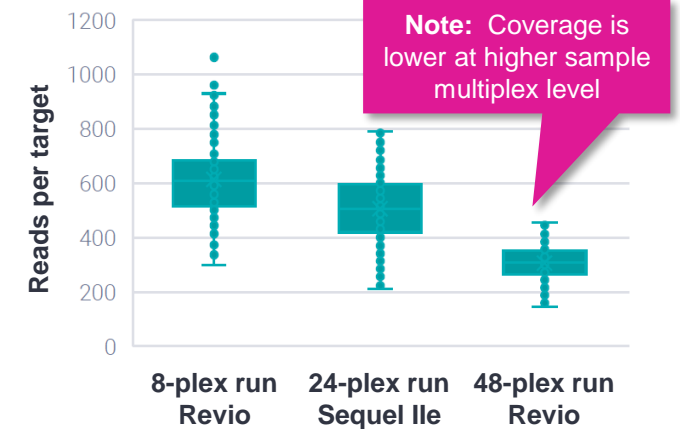 Note: Coverage is
lower at higher sample
multiplex level
Reads per target
1200
1000
800
600
400
200
0
8-plex run
Revio
24-plex run
Sequel IIe
48-plex run
Revio